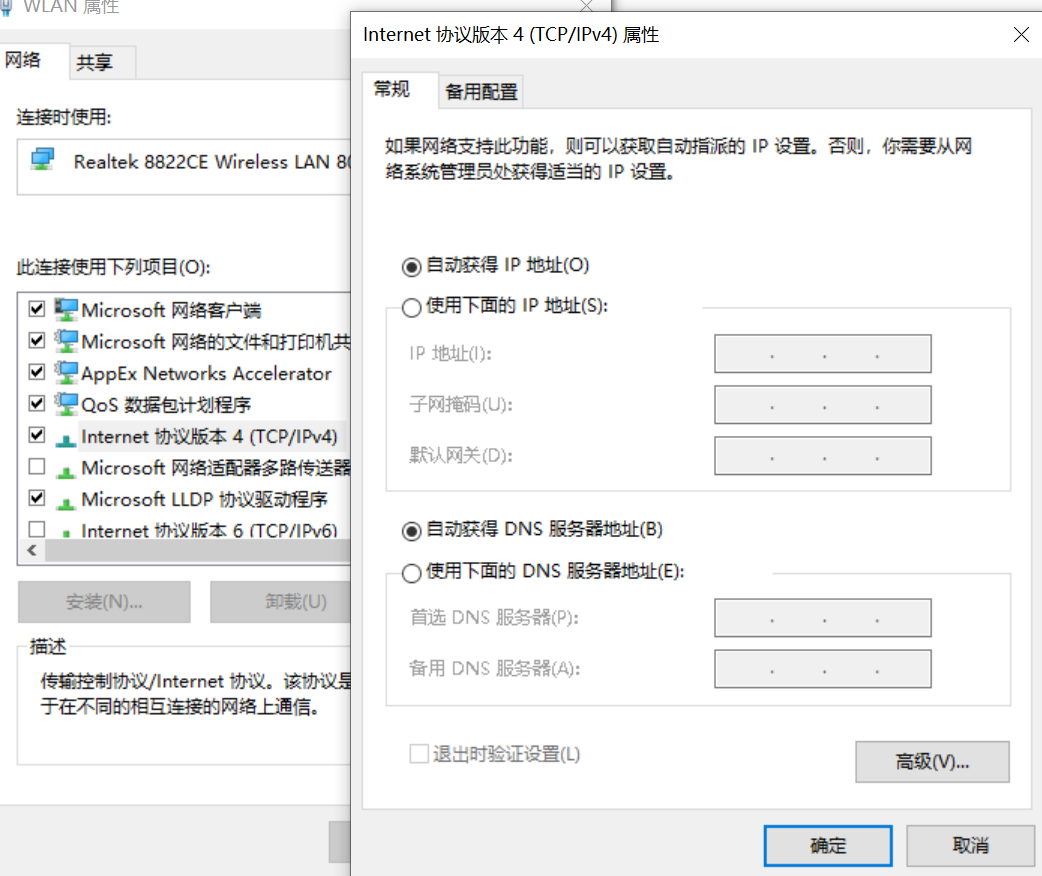 WLAN 属性
网络
共享
连接时使用:
Realtek 8822CE Wireless LAN 80
此连接使用下列项目(O):
Microsoft 网络客户端
Microsoft 网络的文件和打印机共
AppEx Networks Accelerator
QoS 数据包计划程序
Internet 协议版本 4 (TCP/IPv4)
Microsoft 网络适配器多路传送器
Microsoft LLDP 协议驱动程序
Internet 协议版本 6 (TCP/IPv6)
安装(N)...
卸载(U)
描述
传输控制协议/Internet 协议。该协议是
于在不同的相互连接的网络上通信。
Internet 协议版本 4 (TCP/IPv4) 属性
常规
备用配置
如果网络支持此功能，则可以获取自动指派的 IP 设置。否则，你需要从网
络系统管理员处获得适当的 IP 设置。
自动获得 IP 地址(O)
使用下面的 IP 地址(S):
IP 地址(I):
子网掩码(U):
默认网关(D):
自动获得 DNS 服务器地址(B)
使用下面的 DNS 服务器地址(E):
首选 DNS 服务器(P):
备用 DNS 服务器(A):
退出时验证设置(L)
高级(V)...
确定
取消